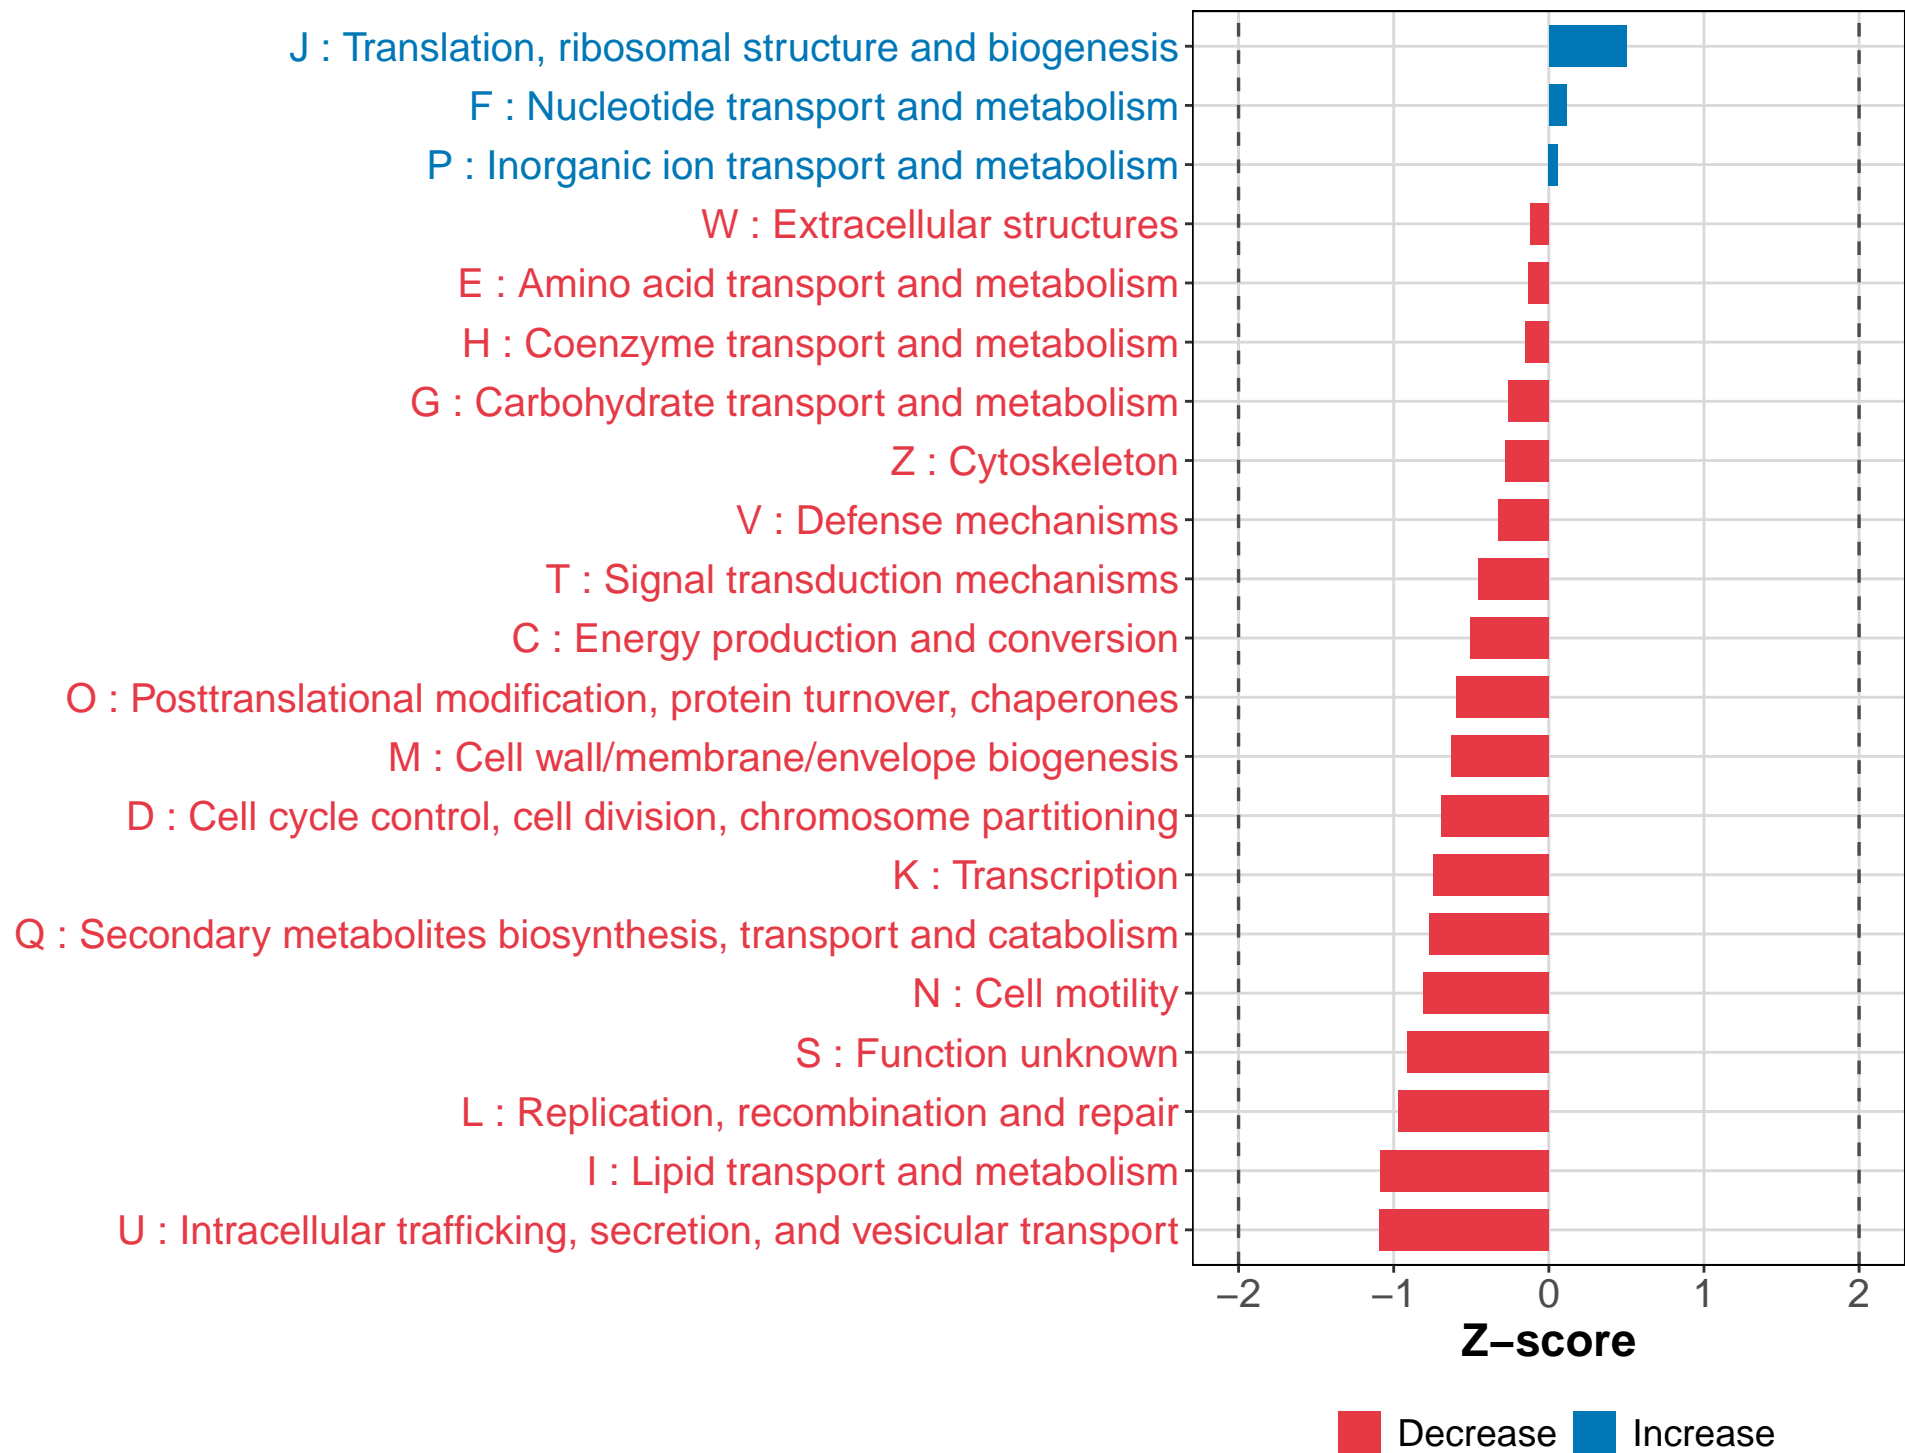 J : Translation, ribosomal structure and biogenesis
F : Nucleotide transport and metabolism
P : Inorganic ion transport and metabolism
W : Extracellular structures
E : Amino acid transport and metabolism
H : Coenzyme transport and metabolism
G : Carbohydrate transport and metabolism
Z : Cytoskeleton
V : Defense mechanisms
T : Signal transduction mechanisms
C : Energy production and conversion
O : Posttranslational modification, protein turnover, chaperones
M : Cell wall/membrane/envelope biogenesis
D : Cell cycle control, cell division, chromosome partitioning
K : Transcription
Q : Secondary metabolites biosynthesis, transport and catabolism
N : Cell motility
S : Function unknown
L : Replication, recombination and repair
I : Lipid transport and metabolism
U : Intracellular trafficking, secretion, and vesicular transport
−2 −1 0 1 2
Z−score
Decrease Increase